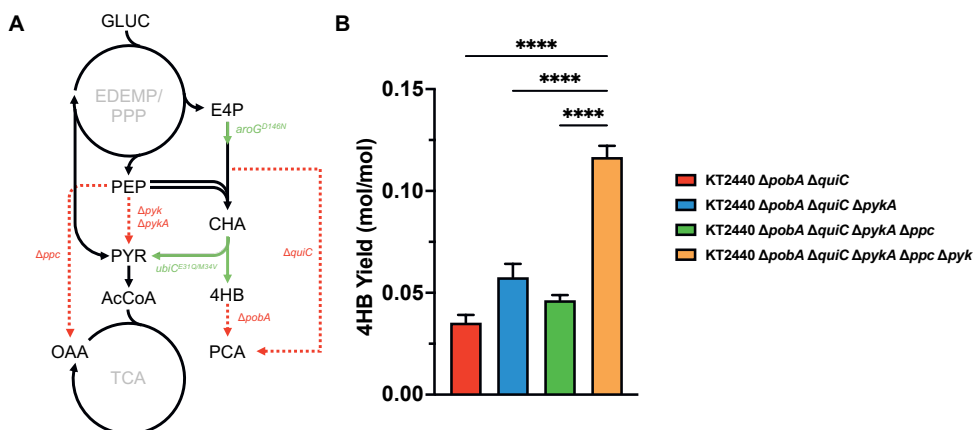 A
GLUC
EDEMP/
PPP
E4P
aroG^D146N
PEP
Δpyk
ΔpykA
CHA
Δppc
PYR
ubiC^E31Q/M34V
ΔquiC
AcCoA
4HB
ΔpobA
OAA
PCA
TCA
B
****
****
****
4HB Yield (mol/mol)
0.15
0.10
0.05
0.00
KT2440 ΔpobA ΔquiC
KT2440 ΔpobA ΔquiC ΔpykA
KT2440 ΔpobA ΔquiC ΔpykA Δppc
KT2440 ΔpobA ΔquiC ΔpykA Δppc Δpyk